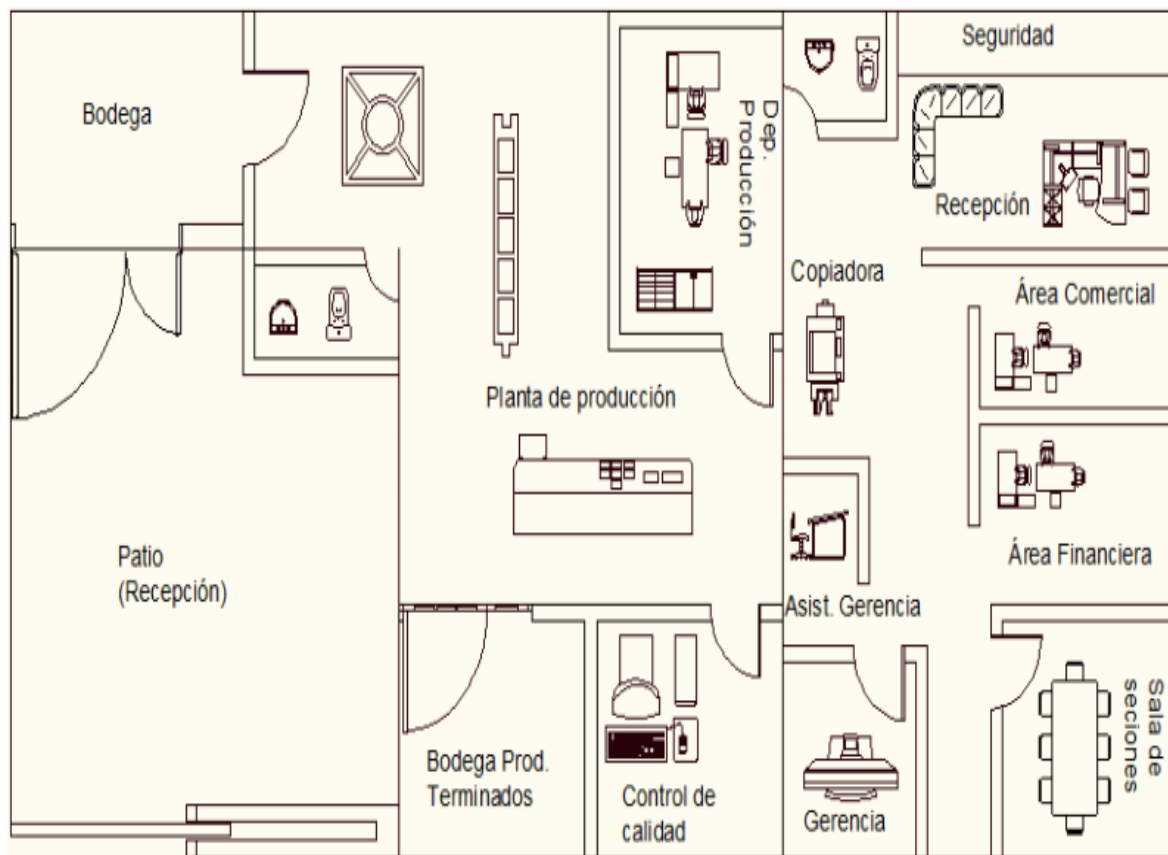 Seguridad
Bodega
Dep.
Producción
Recepción
Copiadora
Área Comercial
Planta de producción
Patio
(Recepción)
Área Financiera
Asist. Gerencia
Sala de
seciones
Bodega Prod.
Terminados
Control de
calidad
Gerencia